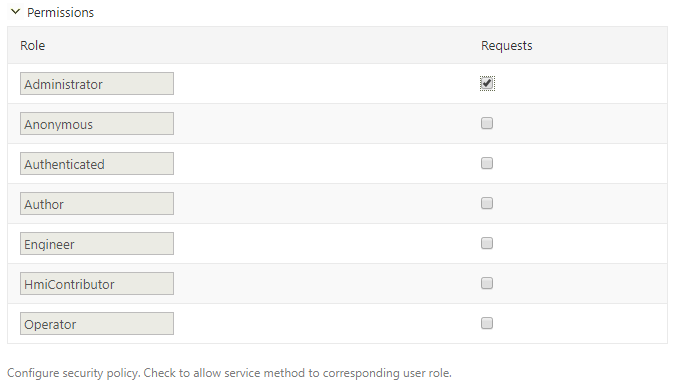 Permissions
Role Requests
Administrator
Anonymous
Authenticated
Author
Engineer
HmiContributor
Operator
Configure security policy. Check to allow service method to corresponding user role.